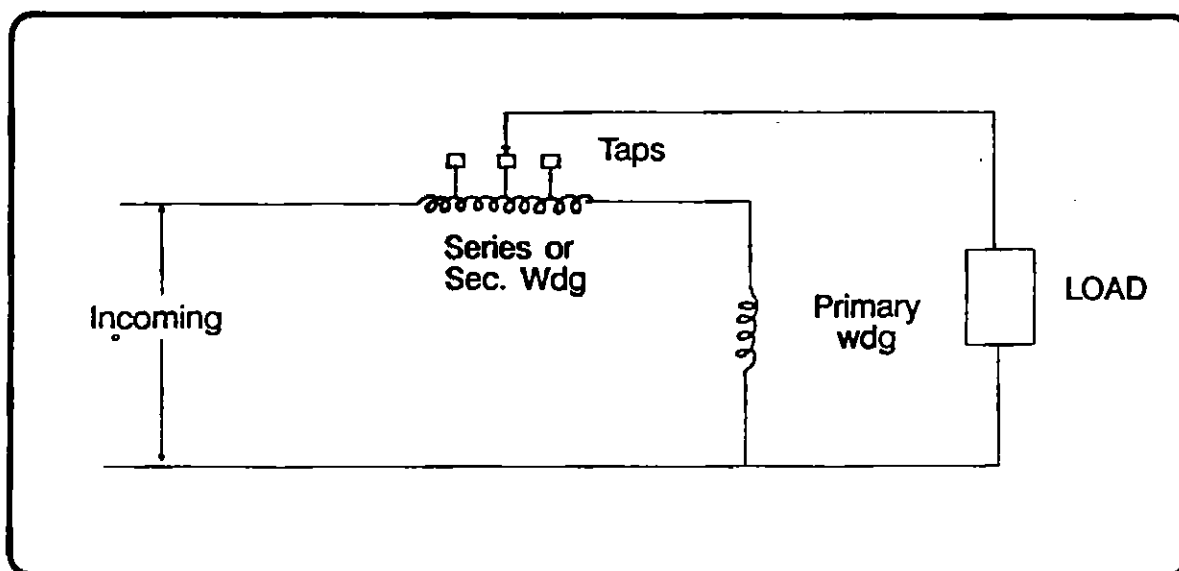 Taps
Series or
Sec. Wdg
Incoming
Primary
wdg
LOAD